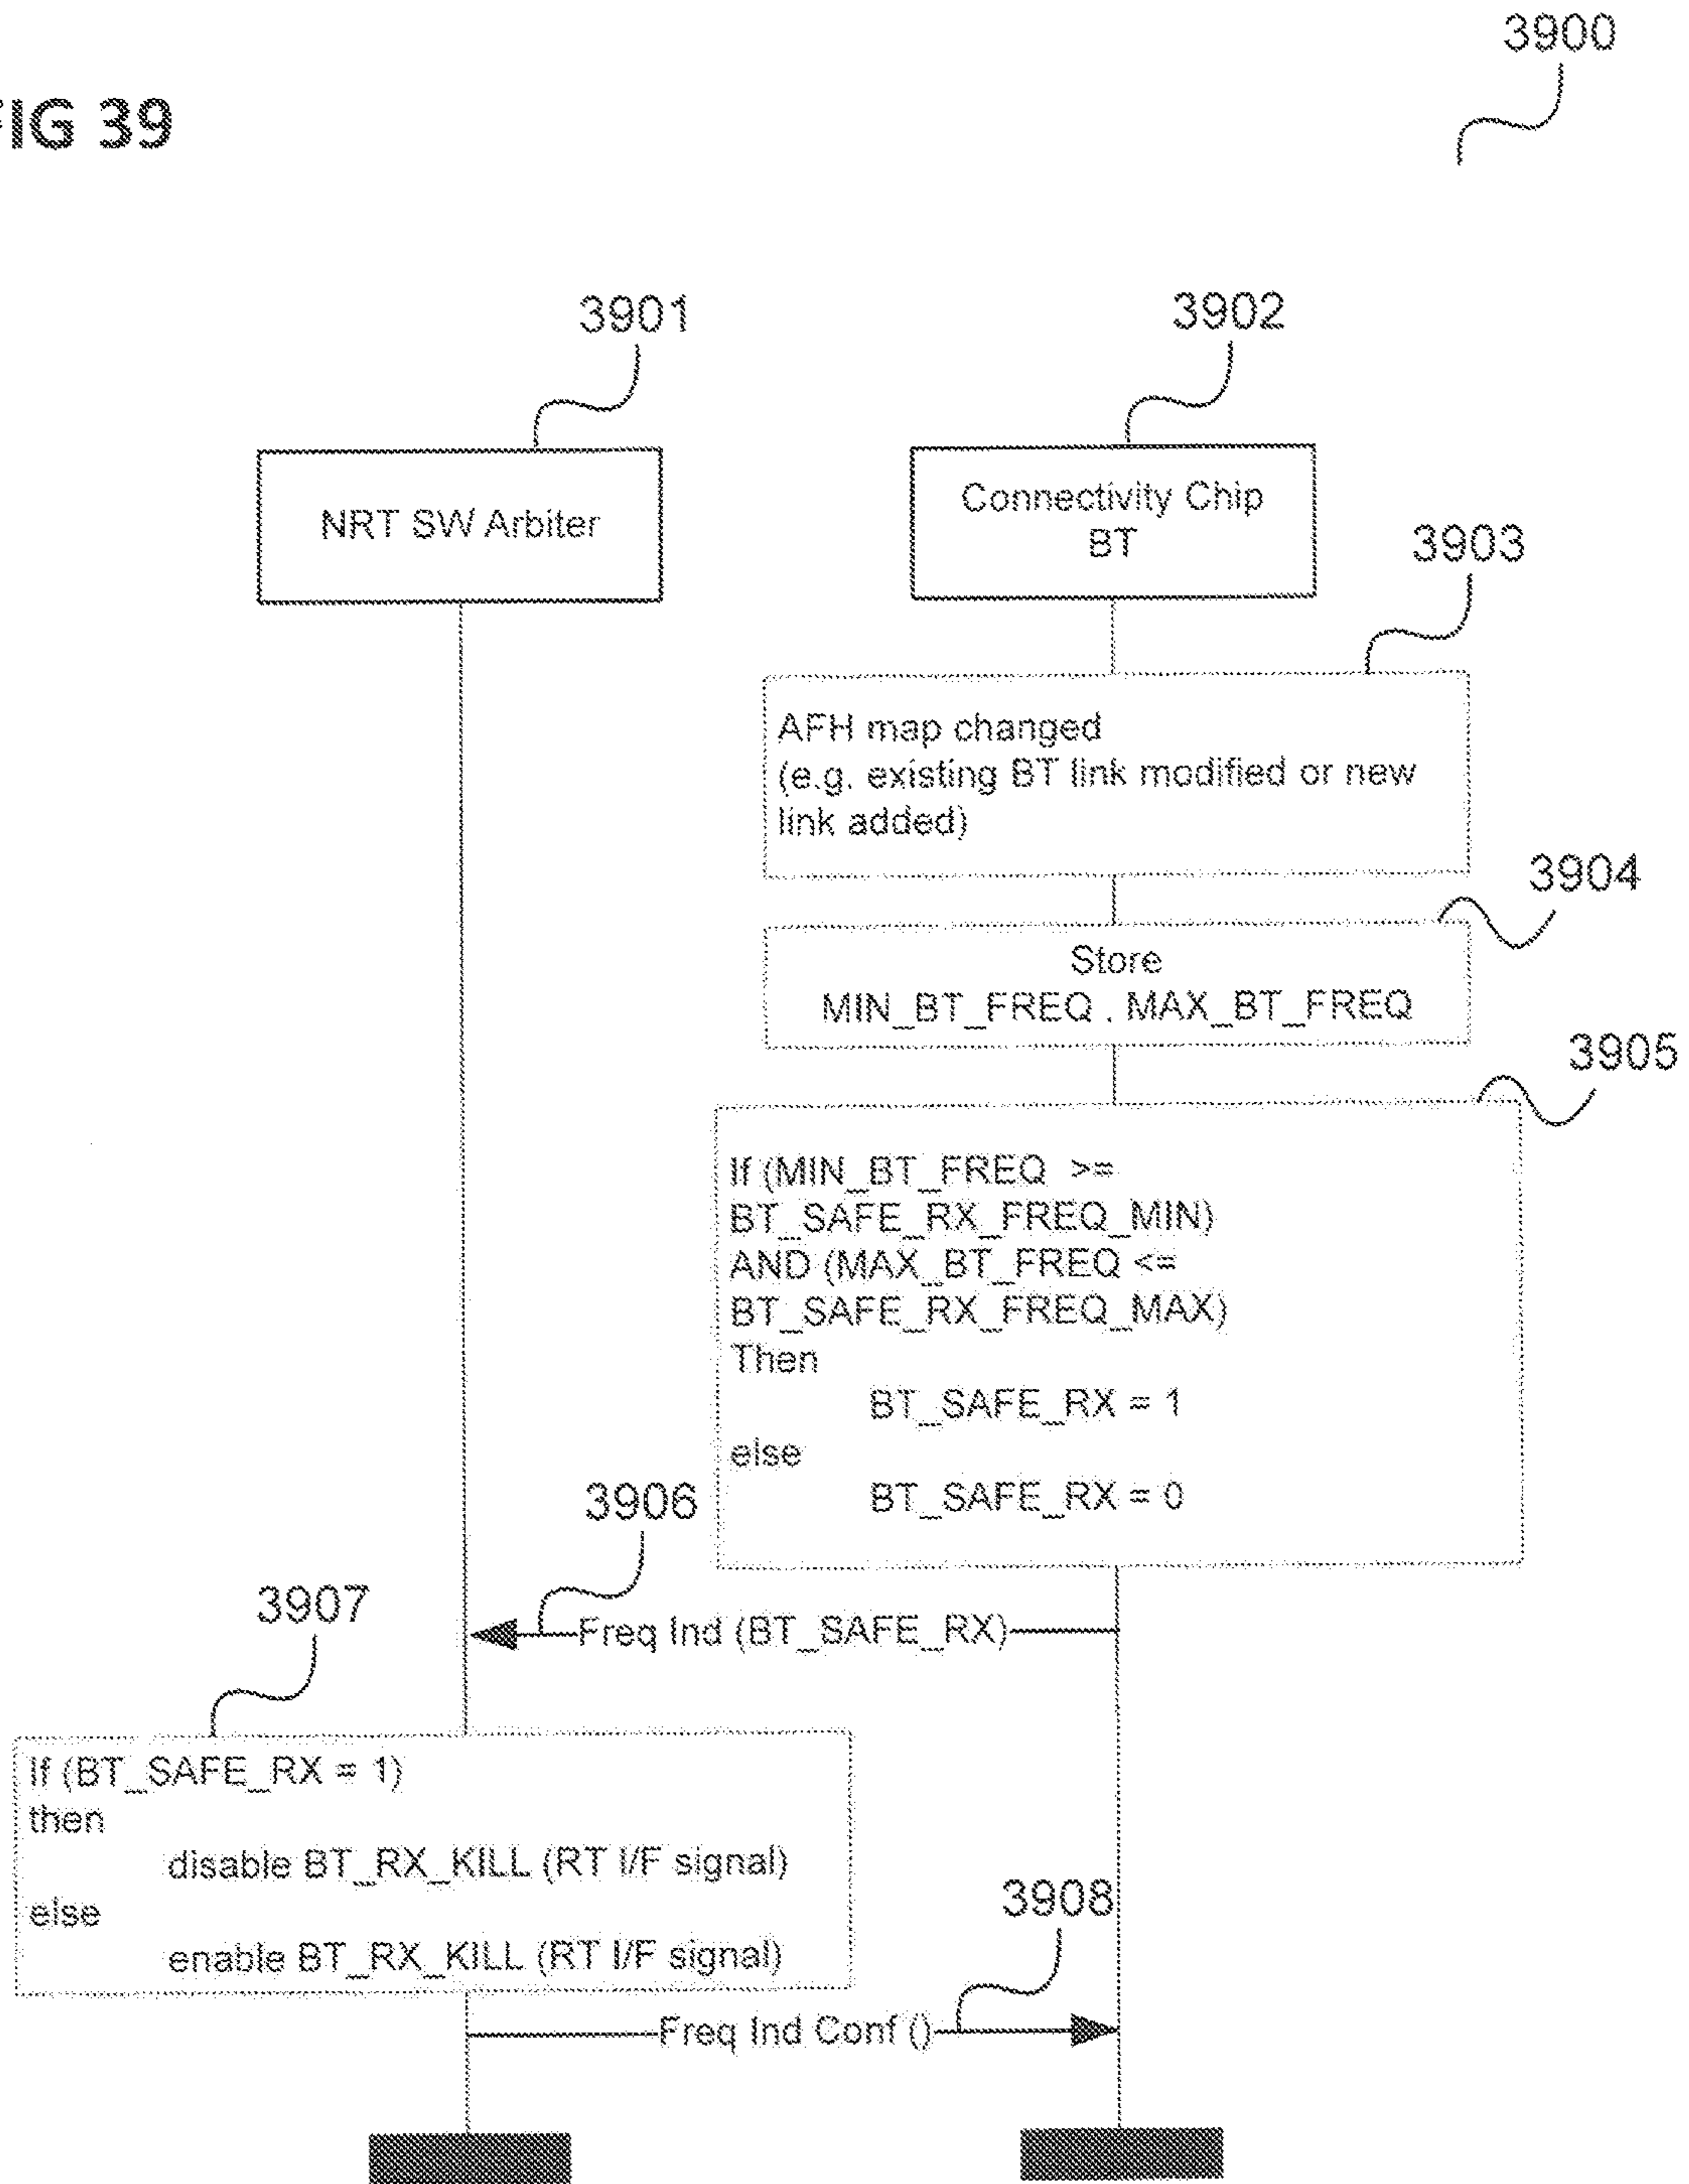 3900
FIG 39
3901
3902
NRT SW Arbiter
Connectivity Chip
BT
3903
AFH map changed
(e.g. existing BT link modified or new
link added)
3904
Store
MIN_BT_FREQ , MAX_BT_FREQ
3905
If (MIN_BT_FREQ >=
BT_SAFE_RX_FREQ_MIN)
AND (MAX_BT_FREQ <=
BT_SAFE_RX_FREQ_MAX)
Then
BT_SAFE_RX = 1
else
BT_SAFE_RX = 0
3906
Freq Ind (BT_SAFE_RX)
3907
If (BT_SAFE_RX = 1)
then
disable BT_RX_KILL (RT I/F signal)
else
enable BT_RX_KILL (RT I/F signal)
3908
Freq Ind Conf ()